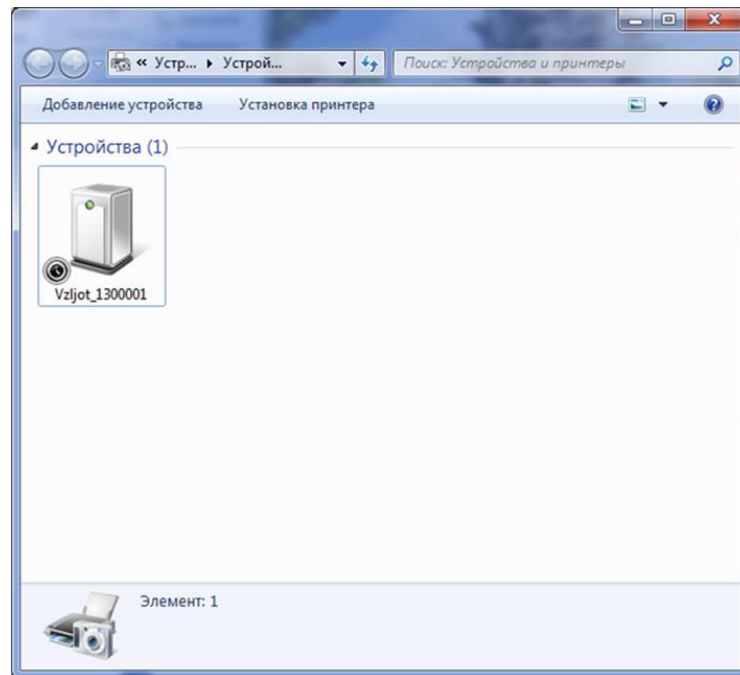 « Устр... Устрой... Поиск: Устройства и принтеры
Добавление устройства Установка принтера
Устройства (1)
Vzljot_1300001
Элемент: 1